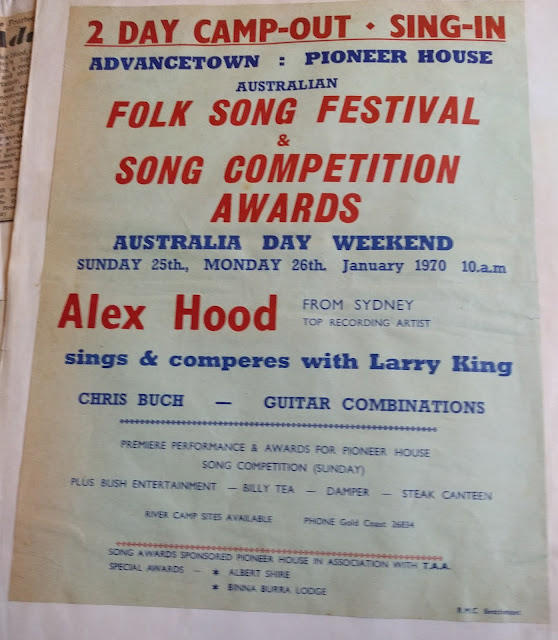 2 DAY CAMP-OUT • SING-IN
ADVANCETOWN : PIONEER HOUSE
AUSTRALIAN
FOLK SONG FESTIVAL
&
SONG COMPETITION
AWARDS
AUSTRALIA DAY WEEKEND
SUNDAY 25th., MONDAY 26th. January 1970 10.a.m
Alex Hood FROM SYDNEY
TOP RECORDING ARTIST
sings & comperes with Larry King
CHRIS BUCH — GUITAR COMBINATIONS
PREMIERE PERFORMANCE & AWARDS FOR PIONEER HOUSE
SONG COMPETITION (SUNDAY)
PLUS BUSH ENTERTAINMENT — BILLY TEA — DAMPER — STEAK CANTEEN
RIVER CAMP SITES AVAILABLE PHONE Gold Coast 26834
SONG AWARDS SPONSORED PIONEER HOUSE IN ASSOCIATION WITH T.A.A.
SPECIAL AWARDS — * ALBERT SHIRE
* BINNA BURRA LODGE